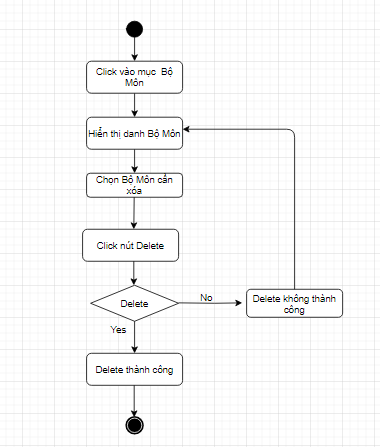 Click vào mục Bộ
Môn
Hiển thị danh Bộ Môn
Chọn Bộ Môn cần
xóa
Click nút Delete
Delete
No
Delete không thành
công
Yes
Delete thành công